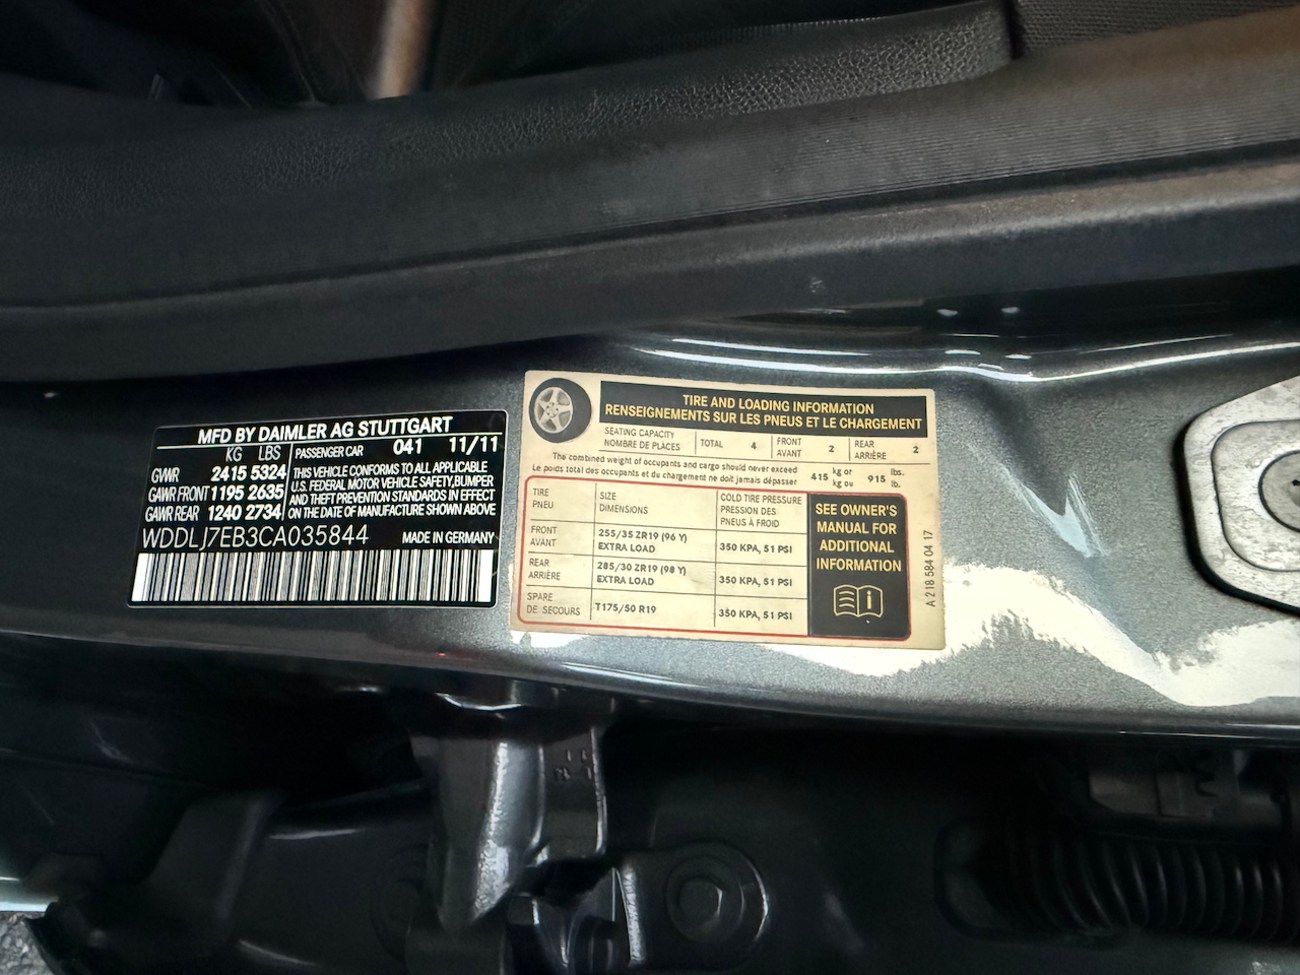 MFD BY DAIMLER AG STUTTGART
KG LBS PASSENGER CAR 041 11/11
GVWR 2415 5324
GAWR FRONT 1195 2635
GAWR REAR 1240 2734
THIS VEHICLE CONFORMS TO ALL APPLICABLE
U.S. FEDERAL MOTOR VEHICLE SAFETY,BUMPER
AND THEFT PREVENTION STANDARDS IN EFFECT
ON THE DATE OF MANUFACTURE SHOWN ABOVE
WDDLJ7EB3CA035844 MADE IN GERMANY
TIRE AND LOADING INFORMATION
RENSEIGNEMENTS SUR LES PNEUS ET LE CHARGEMENT
SEATING CAPACITY
NOMBRE DE PLACES
TOTAL 4
FRONT
AVANT
2
REAR
ARRIÈRE
2
The combined weight of occupants and cargo should never exceed
Le poids total des occupants et du chargement ne doit jamais dépasser
415 kg or
kg ou
915 lbs.
lb.
TIRE
PNEU
SIZE
DIMENSIONS
COLD TIRE PRESSURE
PRESSION DES
PNEUS À FROID
FRONT
AVANT
255/35 ZR19 (96 Y)
EXTRA LOAD
350 KPA, 51 PSI
REAR
ARRIÈRE
285/30 ZR19 (98 Y)
EXTRA LOAD
350 KPA, 51 PSI
SPARE
DE SECOURS
T175/50 R19
350 KPA, 51 PSI
SEE OWNER'S
MANUAL FOR
ADDITIONAL
INFORMATION
A 218 584 04 17